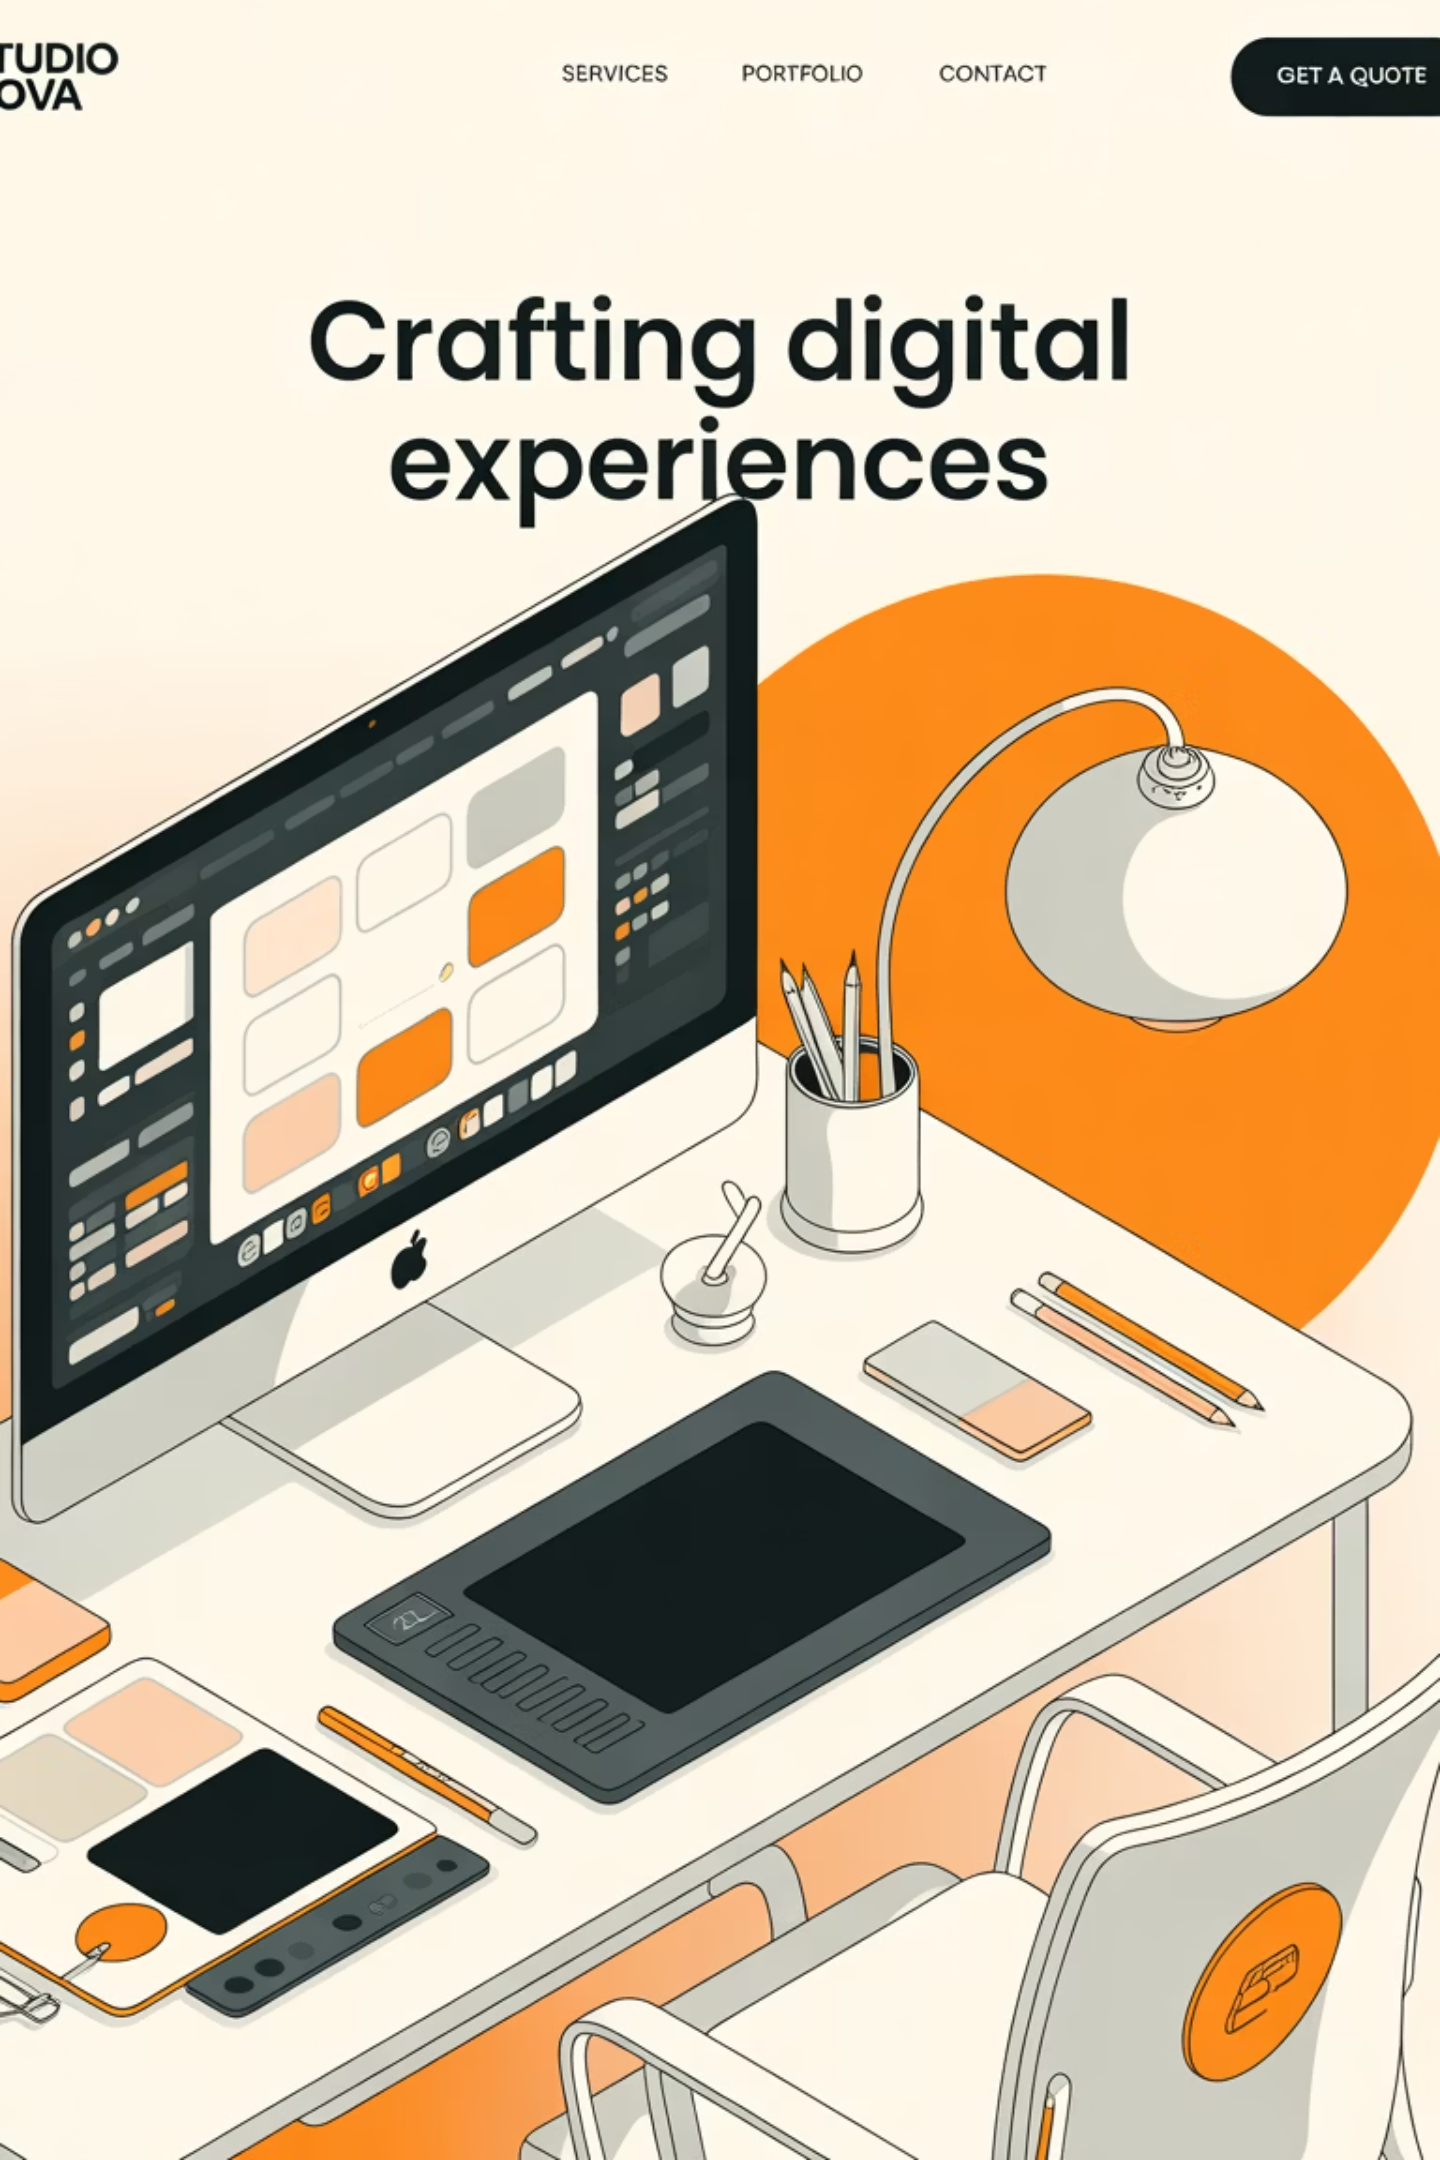 TUDIO
OVA
SERVICES
PORTFOLIO
CONTACT
GET A QUOTE
Crafting digital
experiences